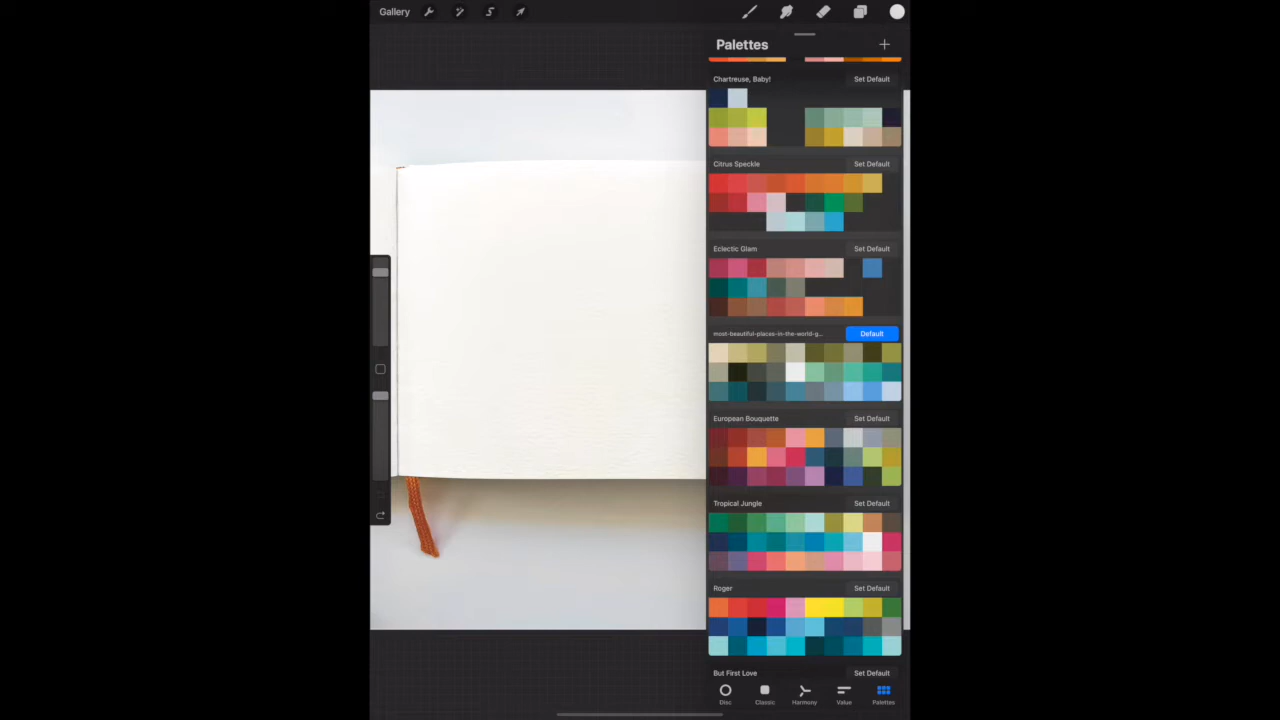 Gallery
Palettes
Chartreuse, Baby! Set Default
Citrus Speckle Set Default
Eclectic Glam Set Default
most-beautiful-places-in-the-world-g... Default
European Bouquette Set Default
Tropical Jungle Set Default
Roger Set Default
But First Love Set Default
Disc Classic Harmony Value Palettes